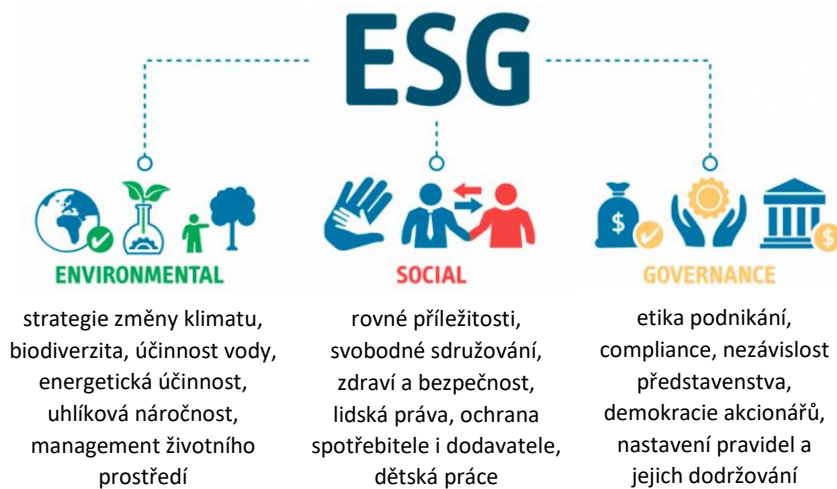 ESG
ENVIRONMENTAL
strategie změny klimatu,
biodiverzita, účinnost vody,
energetická účinnost,
uhlíková náročnost,
management životního
prostředí
SOCIAL
rovné příležitosti,
svobodné sdružování,
zdraví a bezpečnost,
lidská práva, ochrana
spotřebitele i dodavatele,
dětská práce
$
$
GOVERNANCE
etika podnikání,
compliance, nezávislost
představenstva,
demokracie akcionářů,
nastavení pravidel a
jejich dodržování